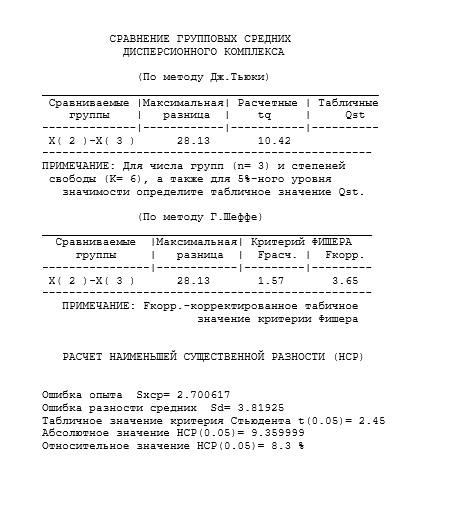 СРАВНЕНИЕ ГРУППОВЫХ СРЕДНИХ
ДИСПЕРСИОННОГО КОМПЛЕКСА
(По методу Дж.Тьюки)
Сравниваемые |Максимальная| Расчетные | Табличные
группы | разница | tq | Qst
X( 2 )-X( 3 ) 28.13 10.42
ПРИМЕЧАНИЕ: Для числа групп (n= 3) и степеней
свободы (K= 6), а также для 5%-ного уровня
значимости определите табличное значение Qst.
(По методу Г.Шеффе)
Сравниваемые |Максимальная| Критерий ФИШЕРА
группы | разница | Fрасч. | Fкорр.
X( 2 )-X( 3 ) 28.13 1.57 3.65
ПРИМЕЧАНИЕ: Fкорр.-корректированное табичное
значение критерии Фишера
РАСЧЕТ НАИМЕНЬШЕЙ СУЩЕСТВЕННОЙ РАЗНОСТИ (НСР)
Ошибка опыта Sxср= 2.700617
Ошибка разности средних Sd= 3.81925
Табличное значение критерия Стьюдента t(0.05)= 2.45
Абсолютное значение НСР(0.05)= 9.359999
Относительное значение НСР(0.05)= 8.3 %